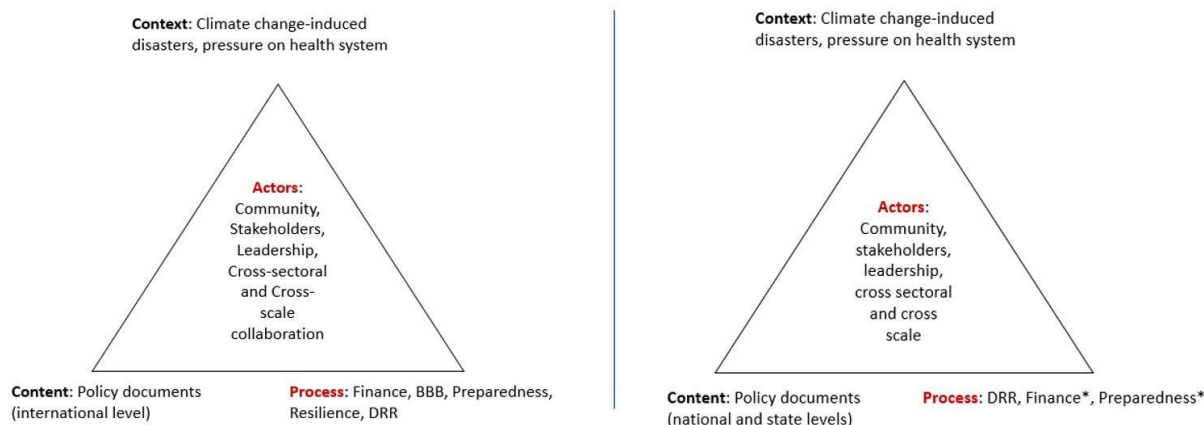 Context: Climate change-induced
disasters, pressure on health system
Actors:
Community,
Stakeholders,
Leadership,
Cross-sectoral
and Cross-
scale
collaboration
Content: Policy documents
(international level)
Process: Finance, BBB, Preparedness,
Resilience, DRR
Context: Climate change-induced
disasters, pressure on health system
Actors:
Community,
stakeholders,
leadership,
cross sectoral
and cross
scale
Content: Policy documents
(national and state levels)
Process: DRR, Finance*, Preparedness*